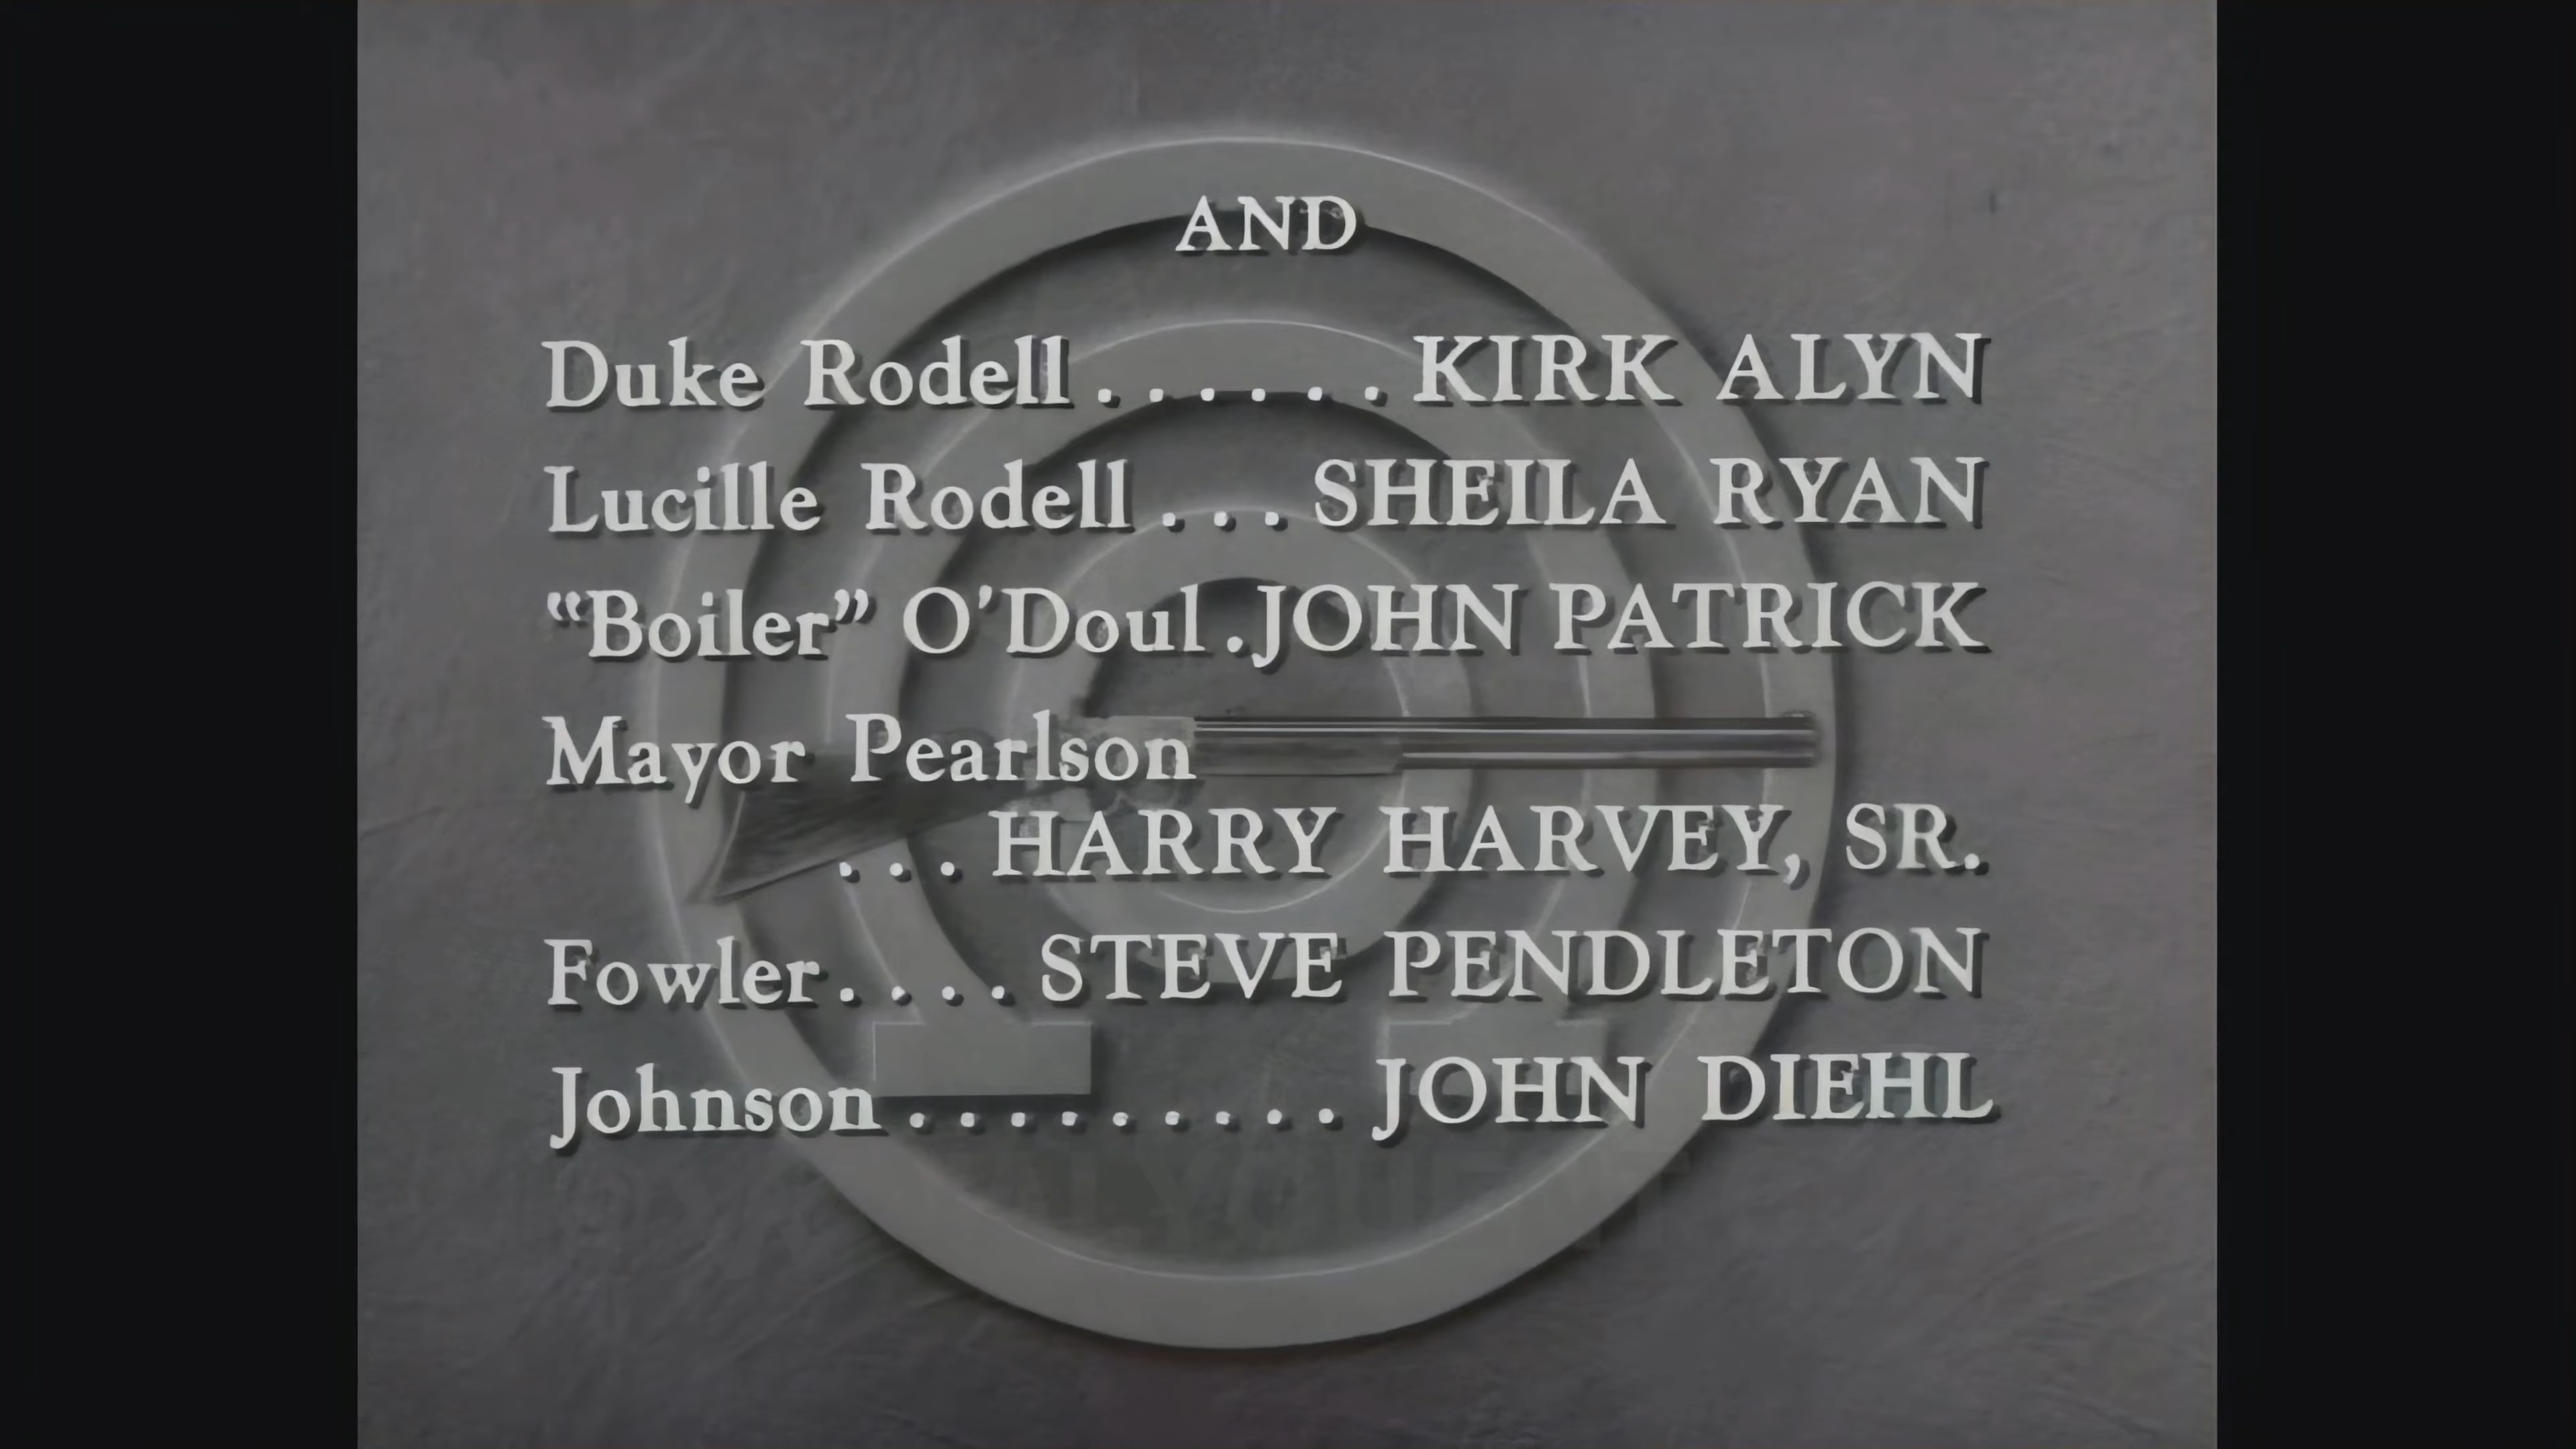 AND
Duke Rodell . . . . . . KIRK ALYN
Lucille Rodell . . . SHEILA RYAN
“Boiler” O’Doul . JOHN PATRICK
Mayor Pearlson
. . . HARRY HARVEY, SR.
Fowler . . . . STEVE PENDLETON
Johnson . . . . . . . . . JOHN DIEHL